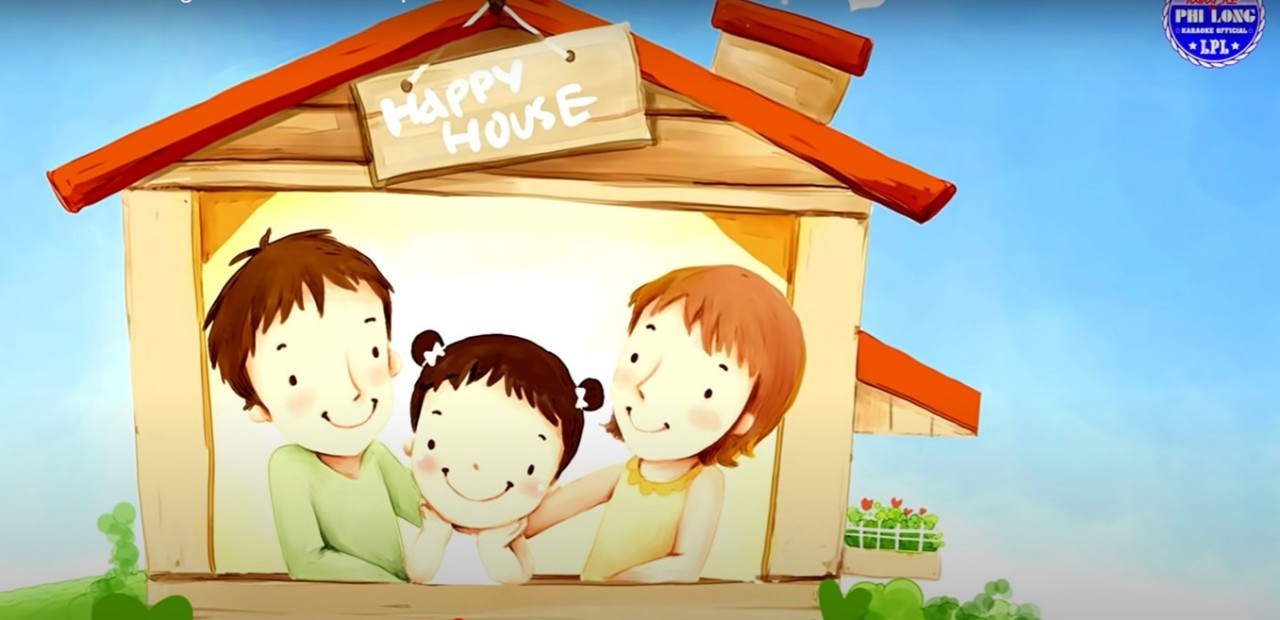 HAPPY
HOUSE
PHI LONG
KARAOKE OFFICIAL
LPL